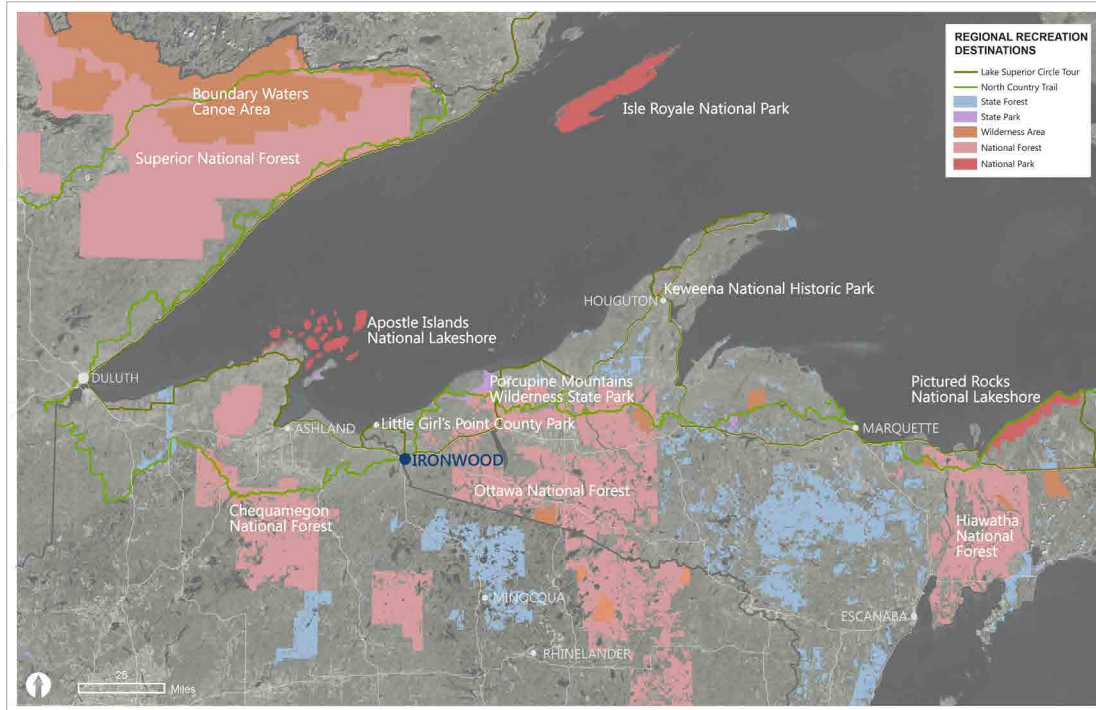 REGIONAL RECREATION
DESTINATIONS
Lake Superior Circle Tour
North Country Trail
State Forest
State Park
Wilderness Area
National Forest
National Park
Boundary Waters
Canoe Area
Superior National Forest
Isle Royale National Park
Keweena National Historic Park
HOUGUTON
Apostle Islands
National Lakeshore
DULUTH
Porcupine Mountains
Wilderness State Park
Pictured Rocks
National Lakeshore
Little Girl's Point County Park
ASHLAND
MARQUETTE
IRONWOOD
Ottawa National Forest
Chequamegon
National Forest
Hiawatha
National
Forest
MINOCQUA
ESCANABA
RHINELANDER
25
Miles